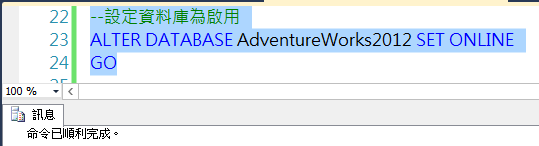 22 --設定資料庫為啟用
23 ALTER DATABASE AdventureWorks2012 SET ONLINE
24 GO
100 %
訊息
命令已順利完成。